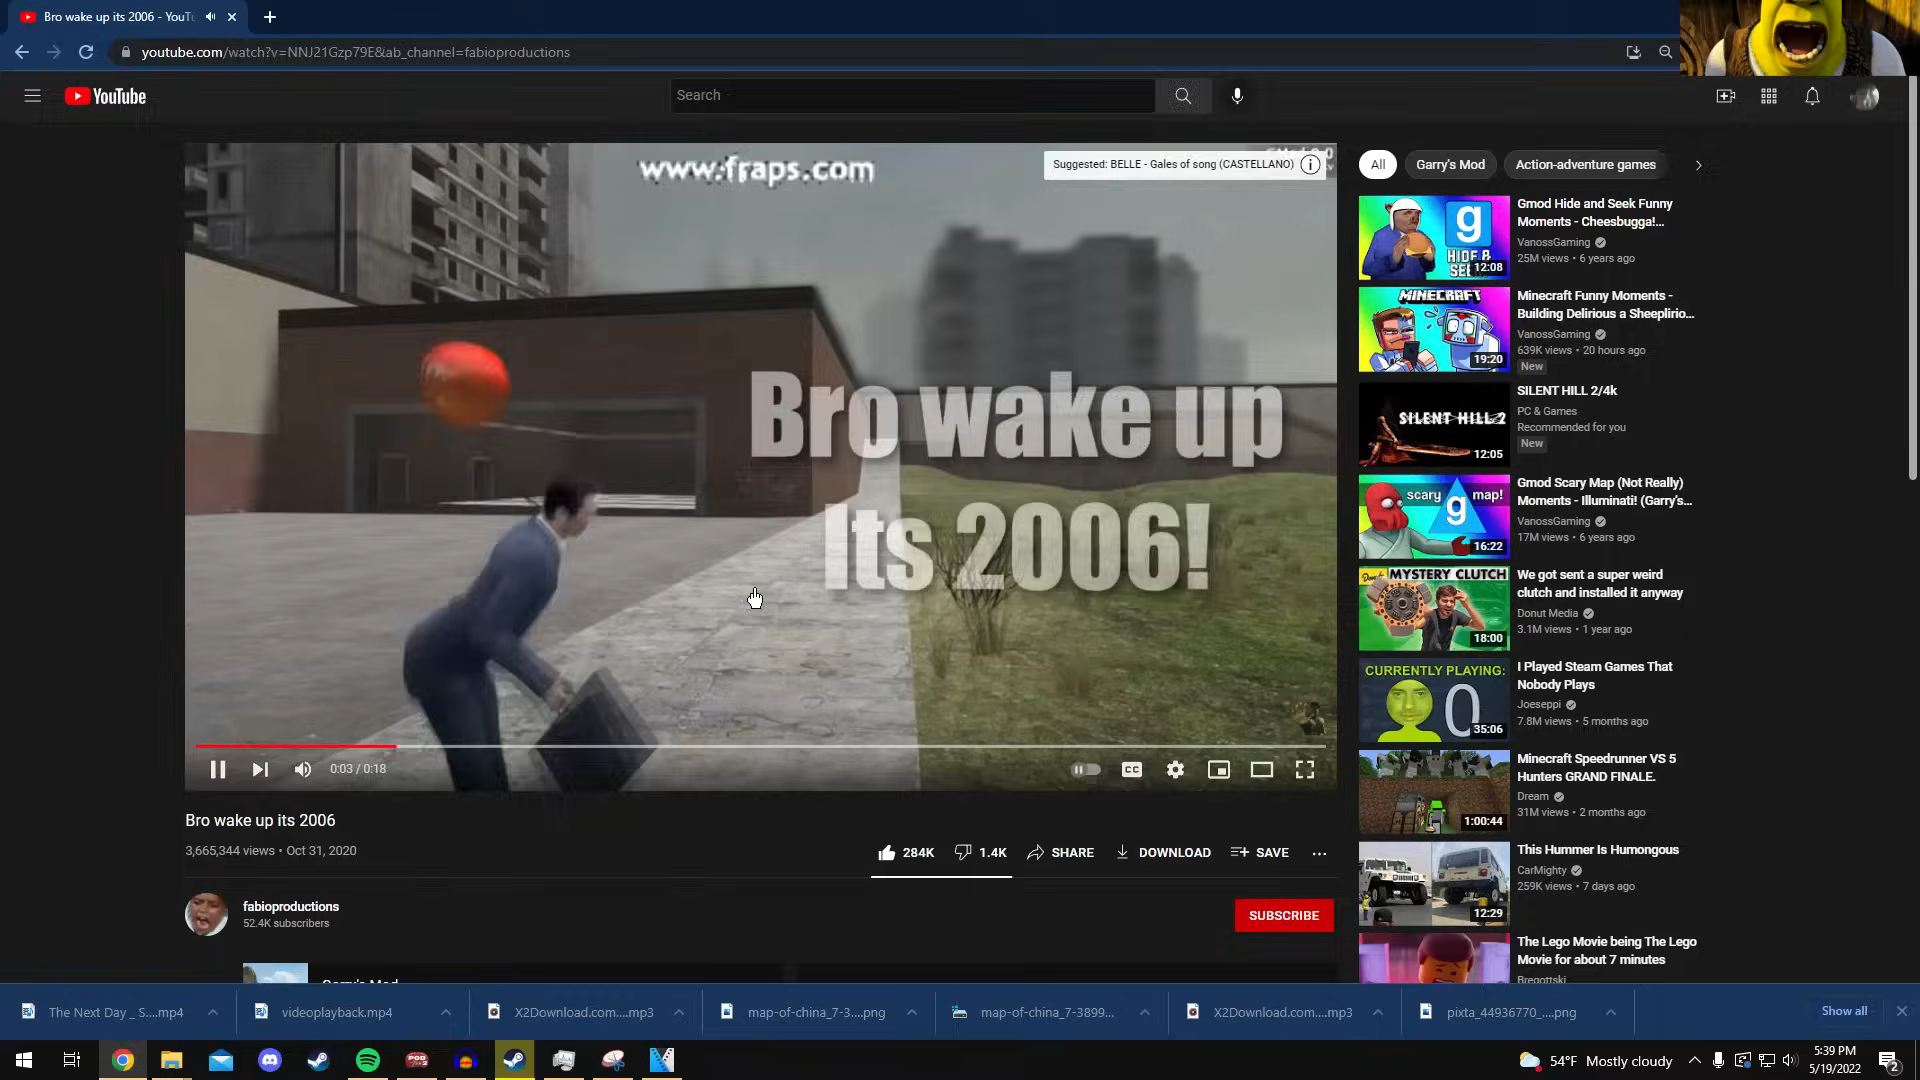 Bro wake up its 2006 - YouTu
youtube.com/watch?v=NNJ21Gzp79E&ab_channel=fabioproductions
YouTube
Search
www.fraps.com
Suggested: BELLE - Gales of song (CASTELLANO)
Bro wake up
Its 2006!
0:03 / 0:18
CC
Bro wake up its 2006
3,665,344 views • Oct 31, 2020
284K
1.4K
SHARE
DOWNLOAD
SAVE
fabioproductions
52.4K subscribers
SUBSCRIBE
Garry's Mod
All
Garry's Mod
Action-adventure games
g
HIDE &
12:08
Gmod Hide and Seek Funny
Moments - Cheesbugga!...
VanossGaming
25M views • 6 years ago
MINECRAFT
19:20
Minecraft Funny Moments -
Building Delirious a Sheeplirio...
VanossGaming
639K views • 20 hours ago
New
SILENT HILL 2
12:05
SILENT HILL 2/4k
PC & Games
Recommended for you
New
scary
g
map!
16:22
Gmod Scary Map (Not Really)
Moments - Illuminati! (Garry's...
VanossGaming
17M views • 6 years ago
Donut
MYSTERY CLUTCH
18:00
We got sent a super weird
clutch and installed it anyway
Donut Media
3.1M views • 1 year ago
CURRENTLY PLAYING:
0
35:06
I Played Steam Games That
Nobody Plays
Joeseppi
7.8M views • 5 months ago
1:00:44
Minecraft Speedrunner VS 5
Hunters GRAND FINALE.
Dream
31M views • 2 months ago
12:29
This Hummer Is Humongous
CarMighty
259K views • 7 days ago
The Lego Movie being The Lego
Movie for about 7 minutes
Bregottski
The Next Day _ S....mp4
videoplayback.mp4
X2Download.com....mp3
map-of-china_7-3....png
map-of-china_7-3899...
X2Download.com....mp3
pixta_44936770_....png
Show all
POD
54°F Mostly cloudy
5:39 PM
5/19/2022
2